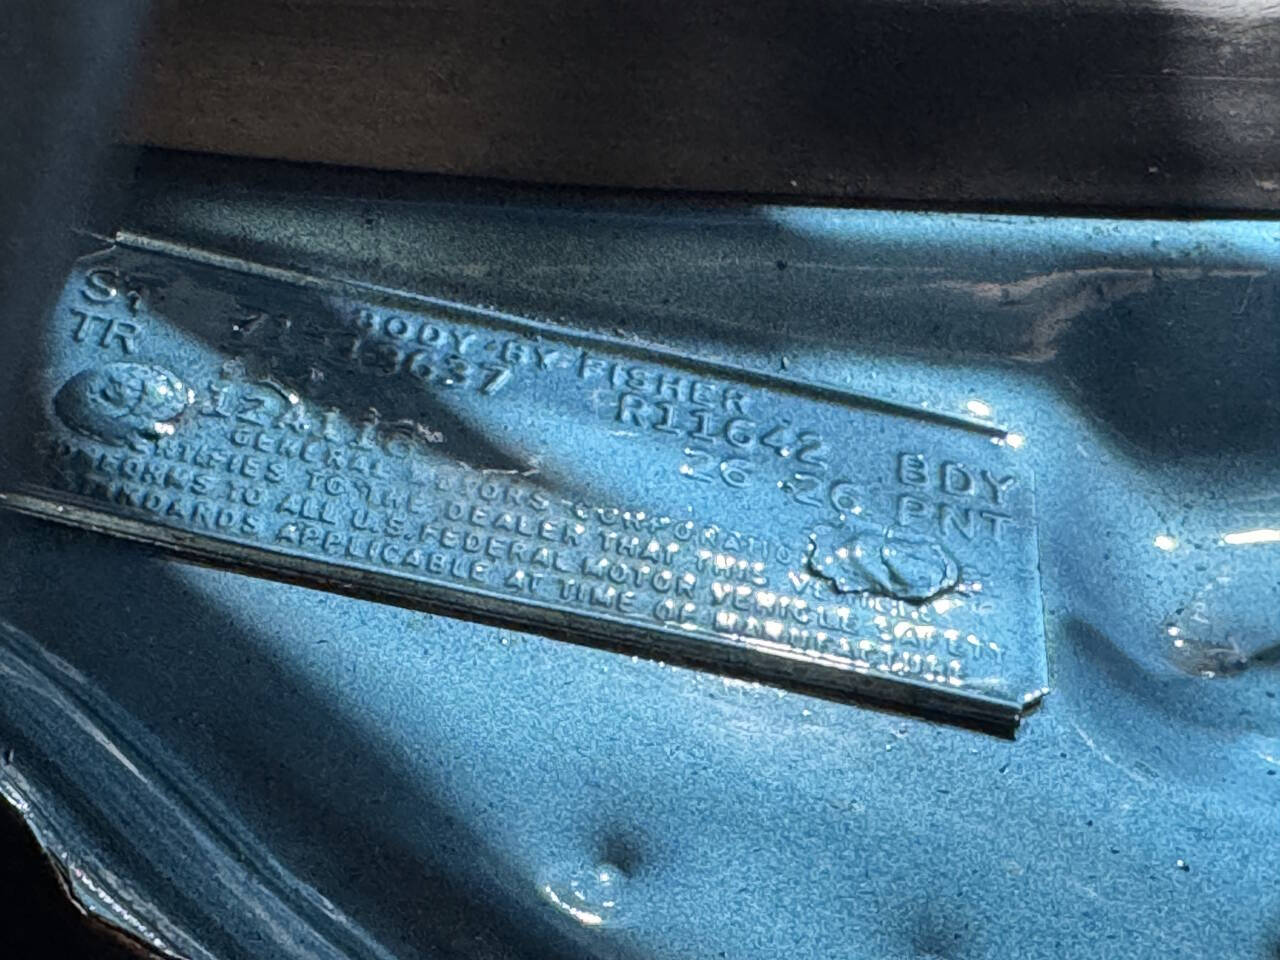 BODY BY FISHER
ST
R11642 BDY
TR
26 26 PNT
GENERAL MOTORS CORPORATION
CERTIFIES TO THE DEALER THAT THIS VEHICLE
CONFORMS TO ALL U.S. FEDERAL MOTOR VEHICLE SAFETY
STANDARDS APPLICABLE AT TIME OF MANUFACTURE